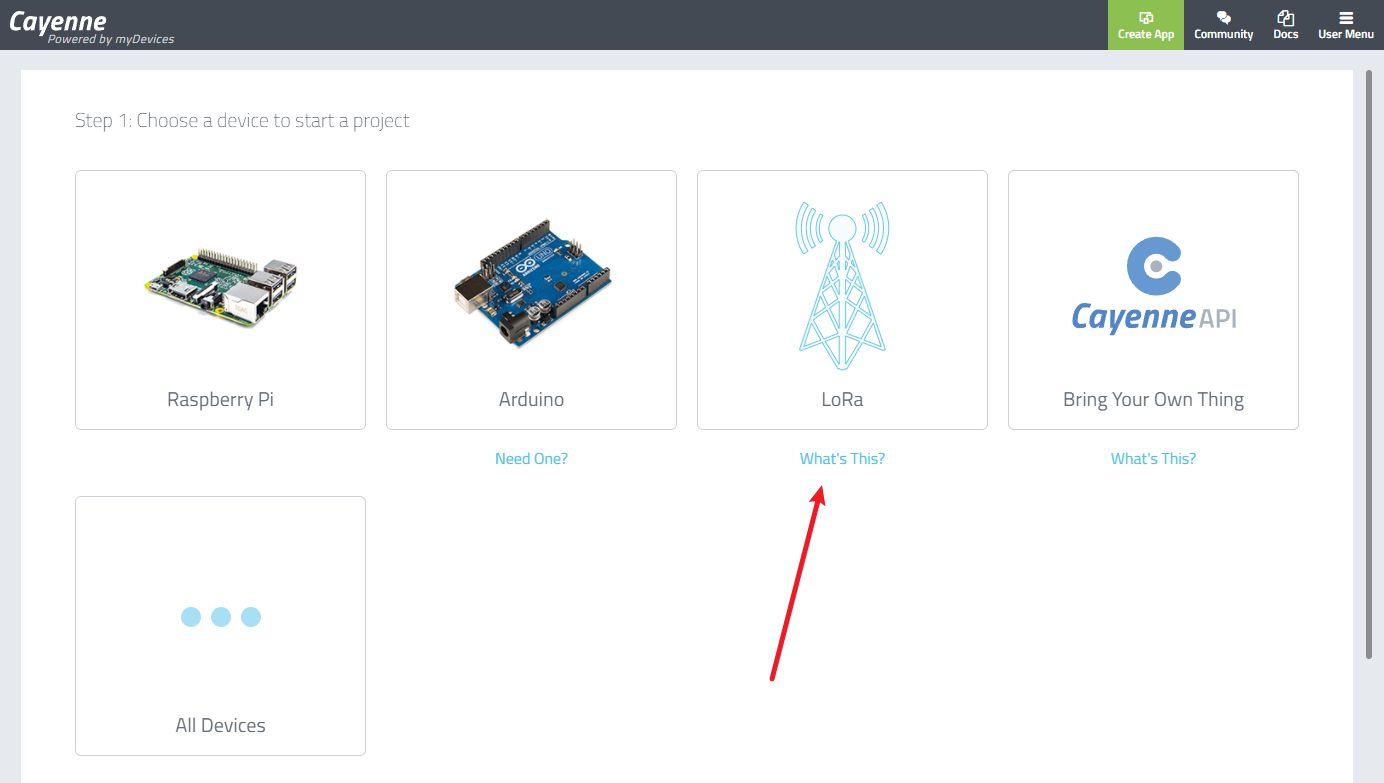 Cayenne
Powered by myDevices
Create App
Community
Docs
User Menu
Step 1: Choose a device to start a project
Cayenne API
Raspberry Pi
Arduino
LoRa
Bring Your Own Thing
Need One?
What's This?
What's This?
All Devices